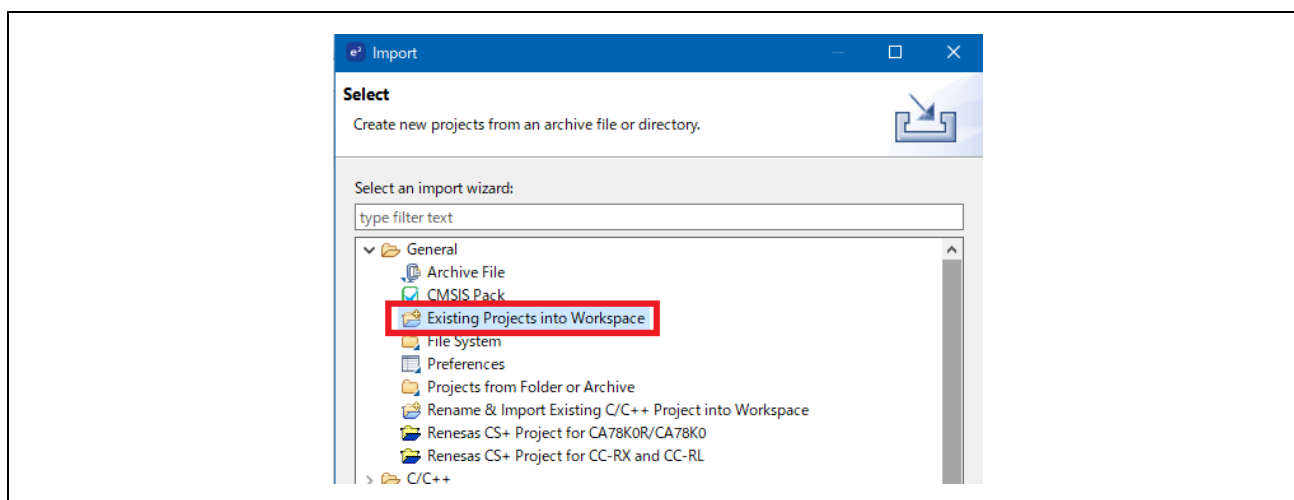 e² Import
Select
Create new projects from an archive file or directory.
Select an import wizard:
type filter text
General
Archive File
CMSIS Pack
Existing Projects into Workspace
File System
Preferences
Projects from Folder or Archive
Rename & Import Existing C/C++ Project into Workspace
Renesas CS+ Project for CA78K0R/CA78K0
Renesas CS+ Project for CC-RX and CC-RL
C/C++